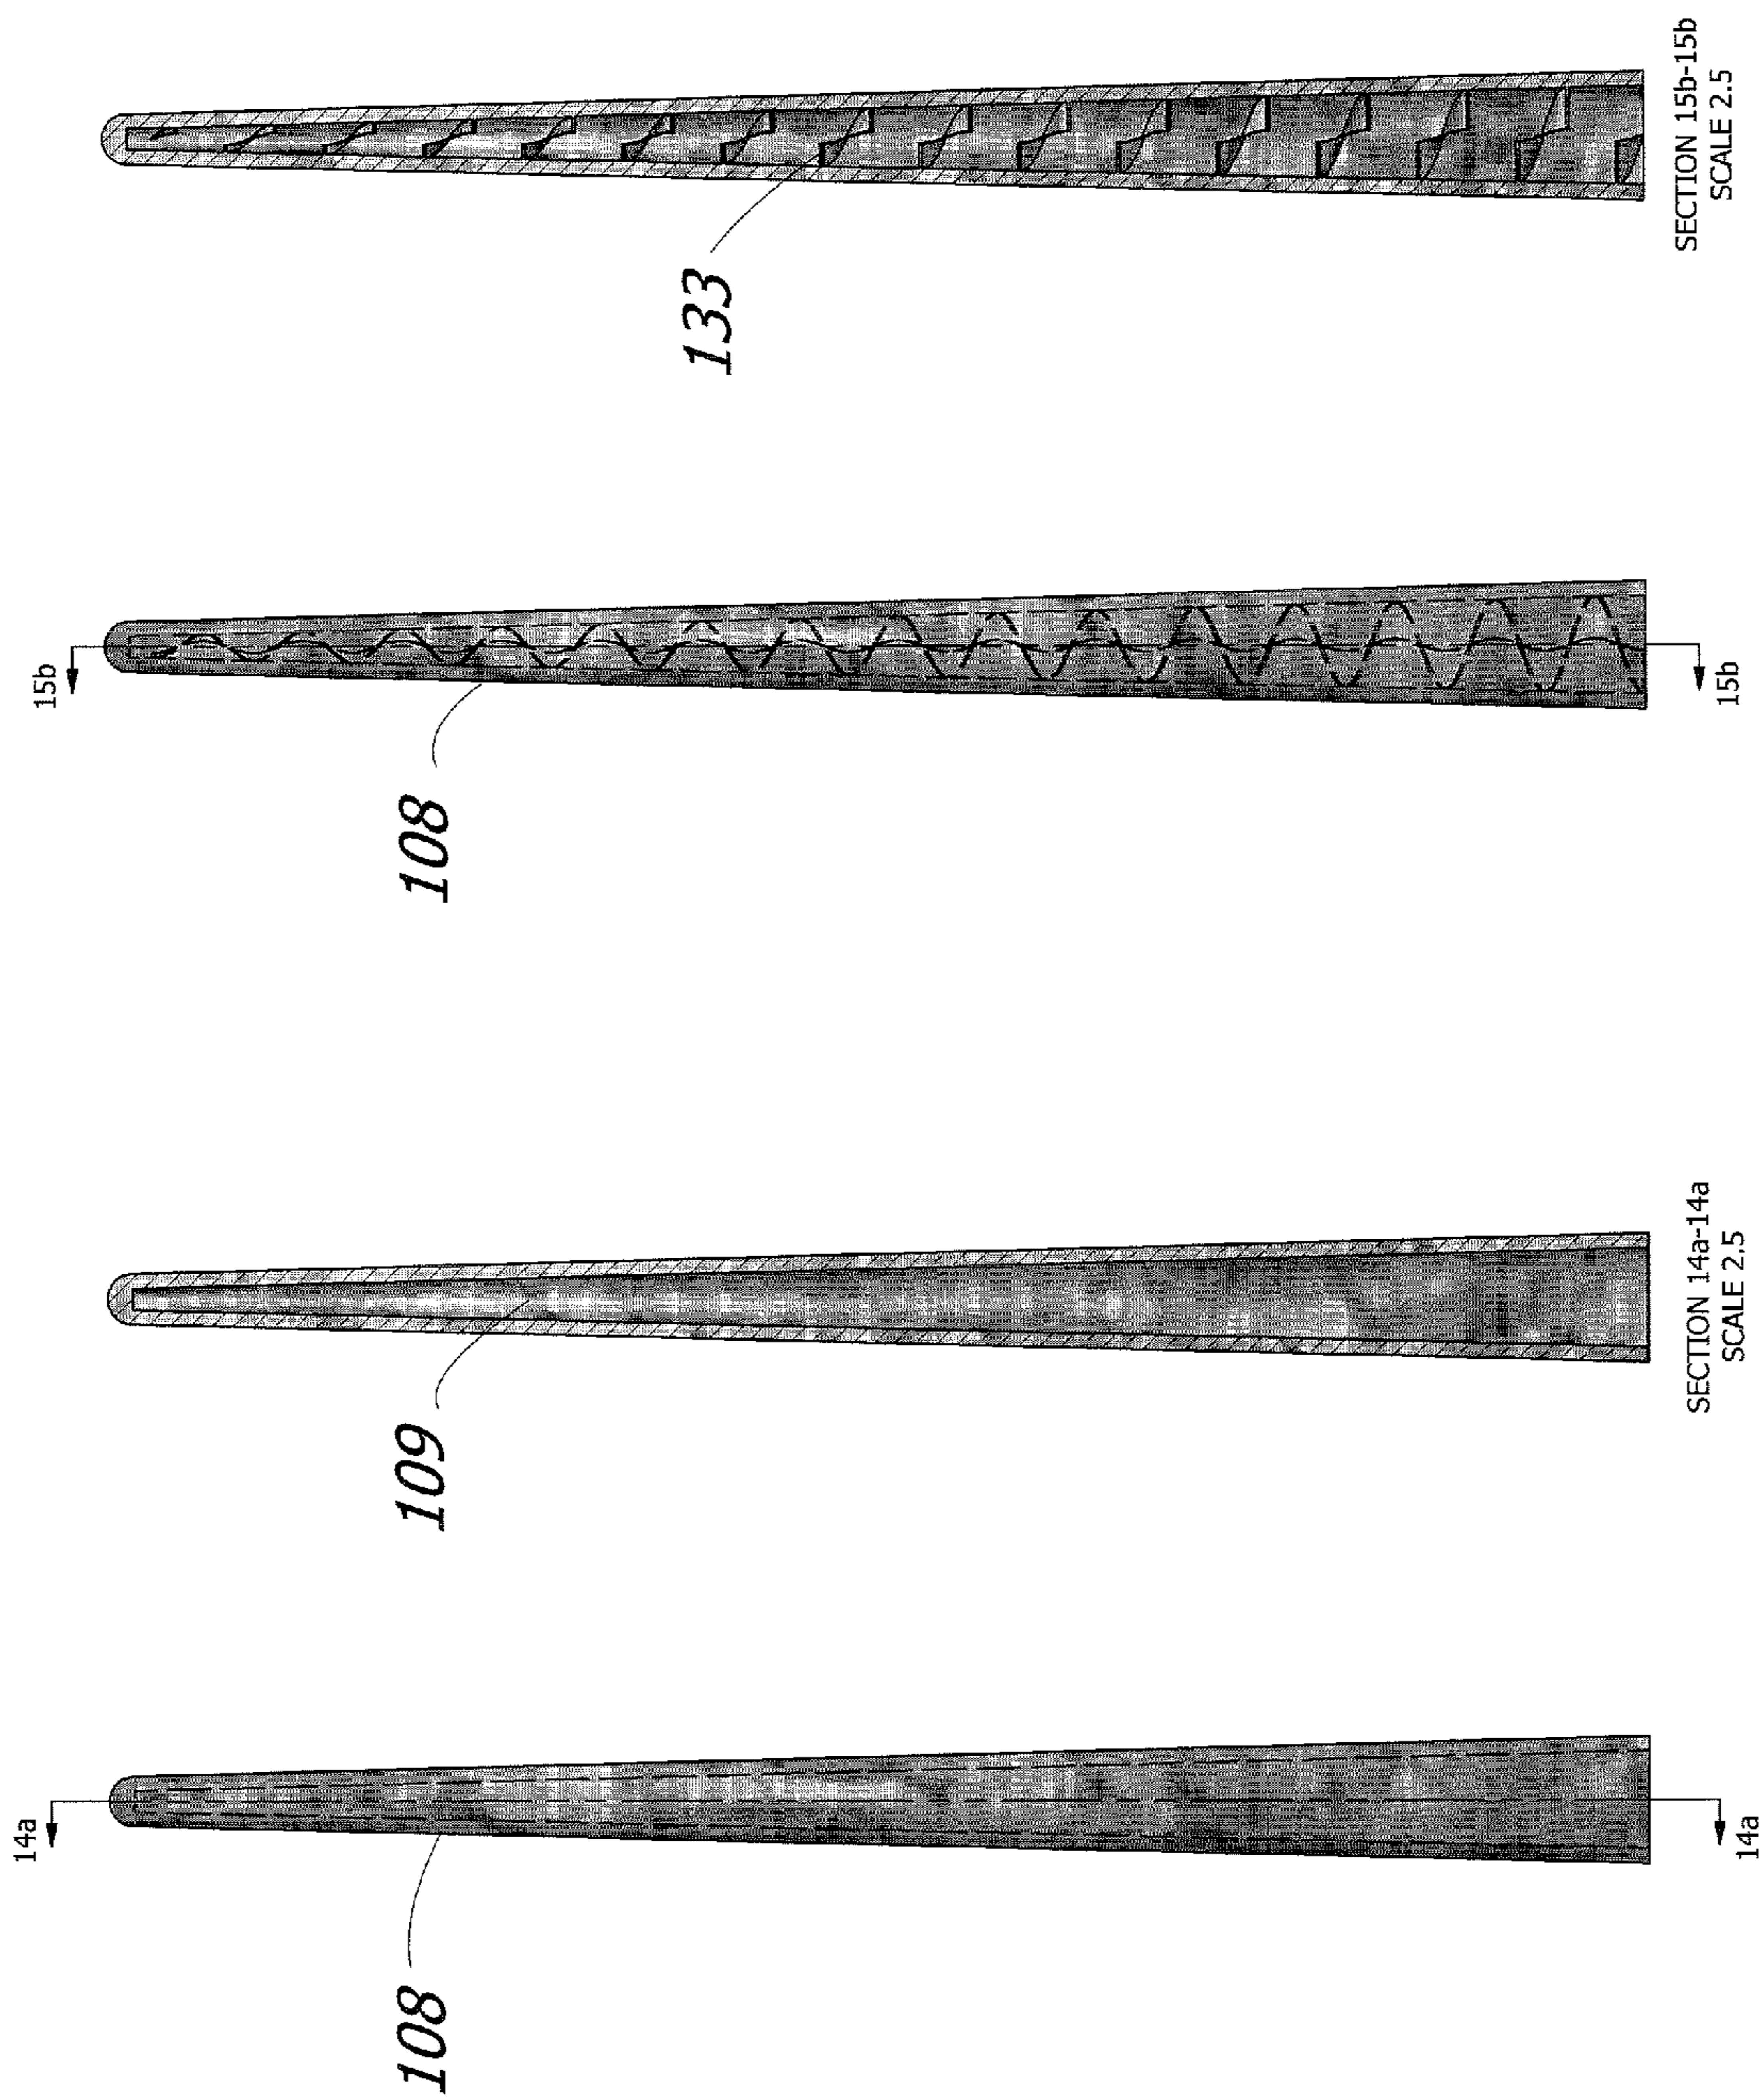 15b
133
SECTION 15b-15b
SCALE 2.5
108
15b
109
SECTION 14a-14a
SCALE 2.5
14a
108
14a